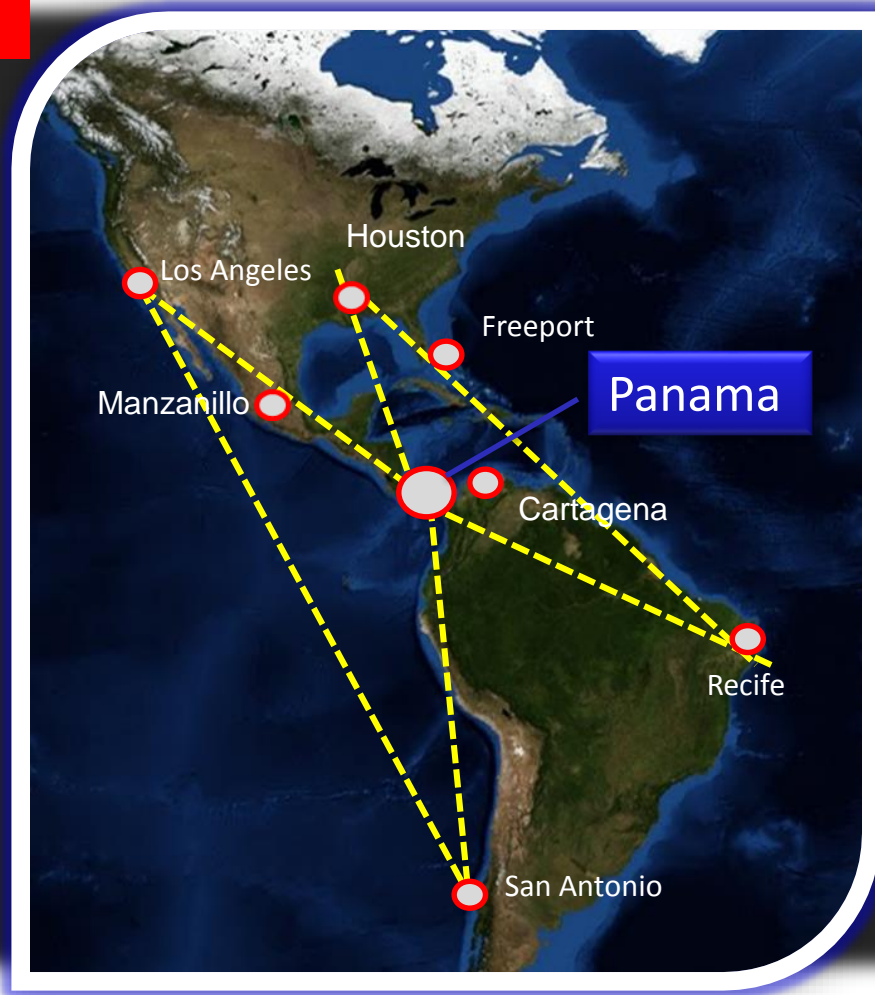 Houston
Los Angeles
Freeport
Panama
Manzanillo
Cartagena
Recife
San Antonio